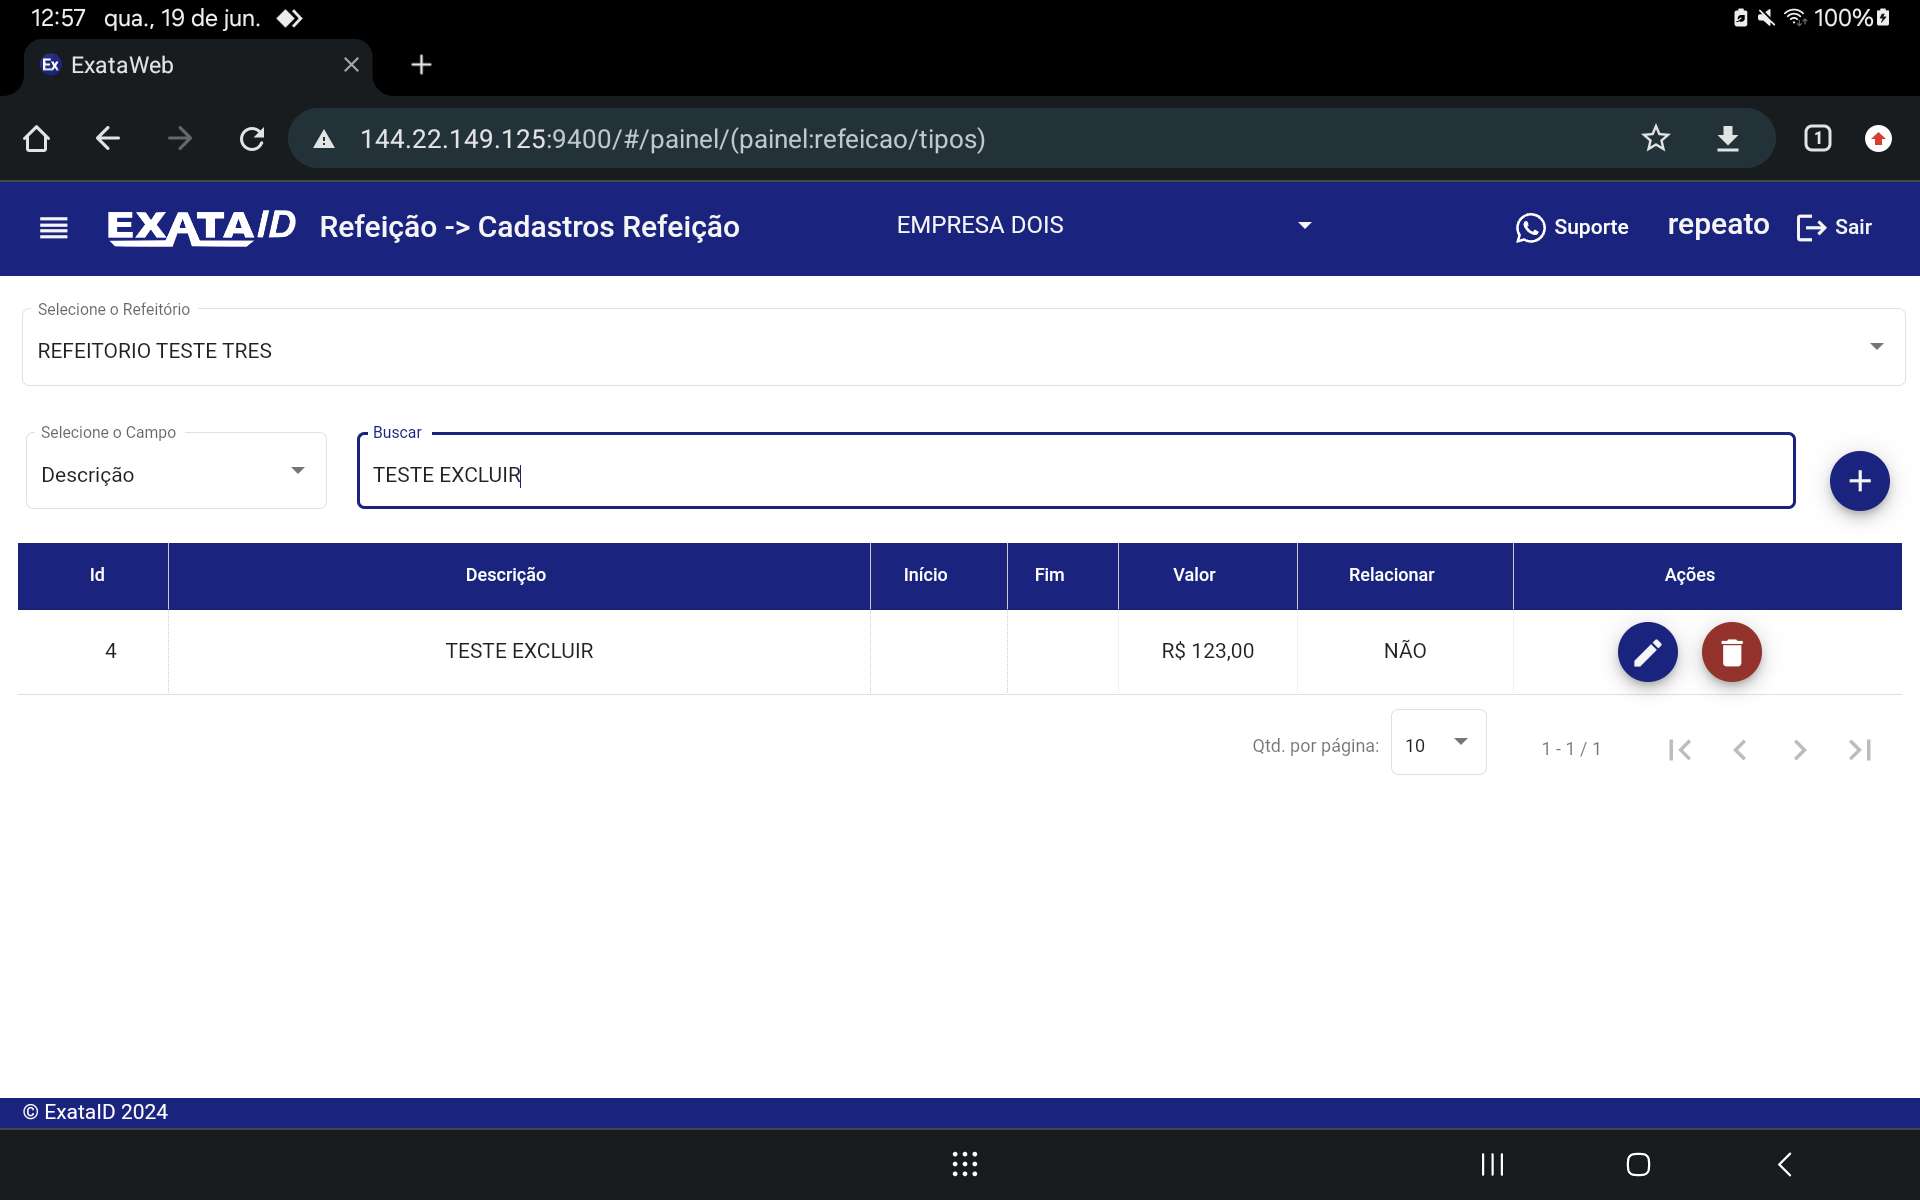 12:57 qua., 19 de jun. 100%
Ex ExataWeb
144.22.149.125:9400/#/painel/(painel:refeicao/tipos) 1
EXATAID Refeição -> Cadastros Refeição EMPRESA DOIS Suporte repeato Sair
Selecione o Refeitório
REFEITORIO TESTE TRES
Selecione o Campo Buscar
Descrição TESTE EXCLUIR
Id Descrição Início Fim Valor Relacionar Ações
4 TESTE EXCLUIR R$ 123,00 NÃO
Qtd. por página: 10 1 - 1 / 1
© ExataID 2024